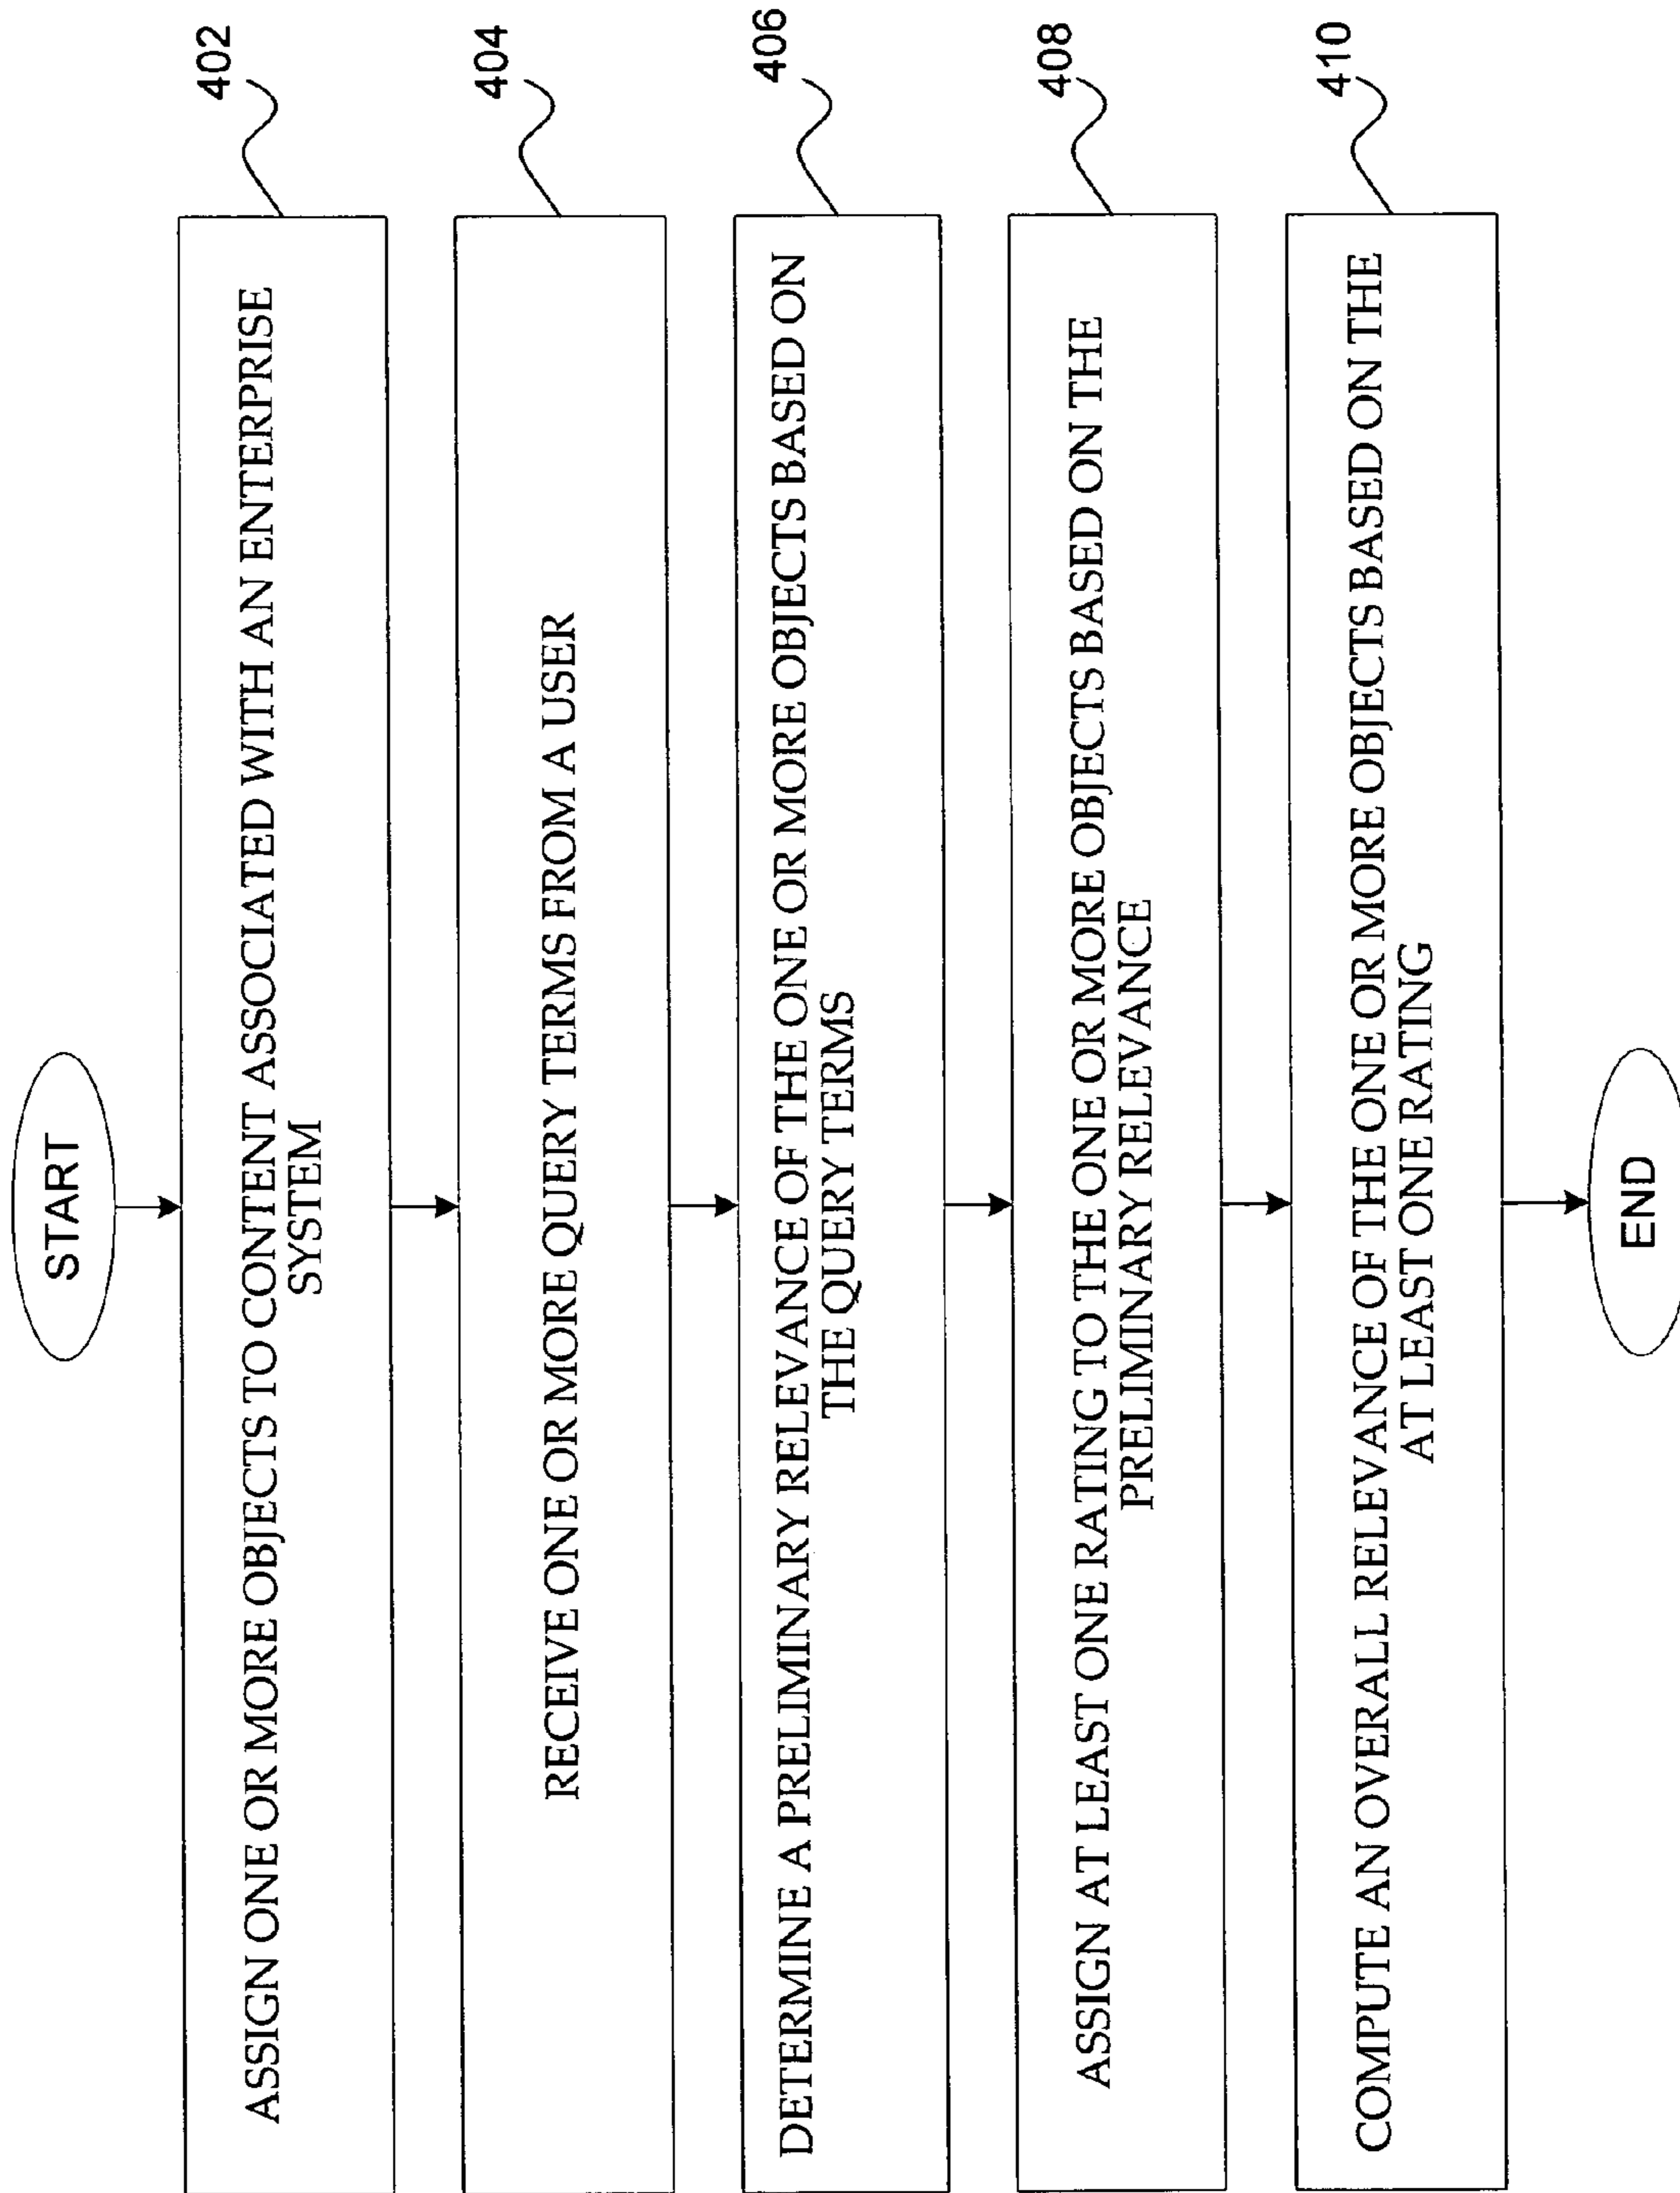 START
402
ASSIGN ONE OR MORE OBJECTS TO CONTENT ASSOCIATED WITH AN ENTERPRISE
SYSTEM
404
RECEIVE ONE OR MORE QUERY TERMS FROM A USER
406
DETERMINE A PRELIMINARY RELEVANCE OF THE ONE OR MORE OBJECTS BASED ON
THE QUERY TERMS
408
ASSIGN AT LEAST ONE RATING TO THE ONE OR MORE OBJECTS BASED ON THE
PRELIMINARY RELEVANCE
410
COMPUTE AN OVERALL RELEVANCE OF THE ONE OR MORE OBJECTS BASED ON THE
AT LEAST ONE RATING
END